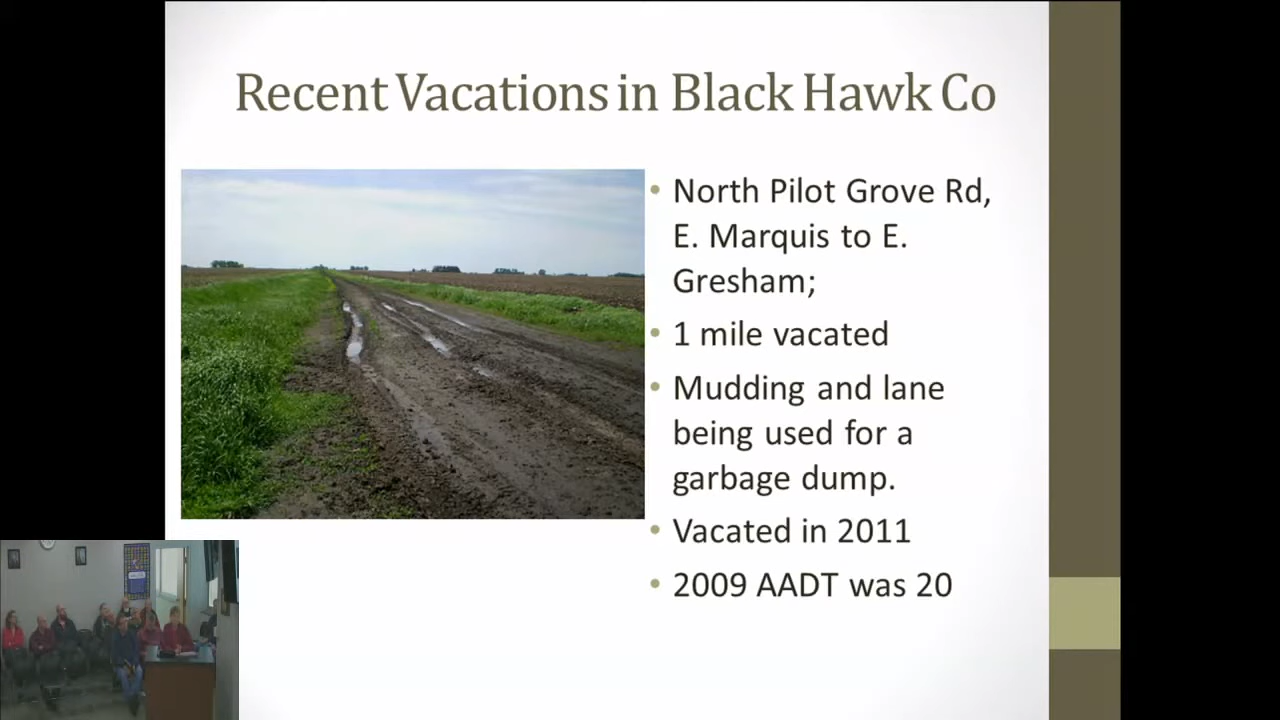 Recent Vacations in Black Hawk Co
• North Pilot Grove Rd,
E. Marquis to E.
Gresham;
• 1 mile vacated
• Mudding and lane
being used for a
garbage dump.
• Vacated in 2011
• 2009 AADT was 20